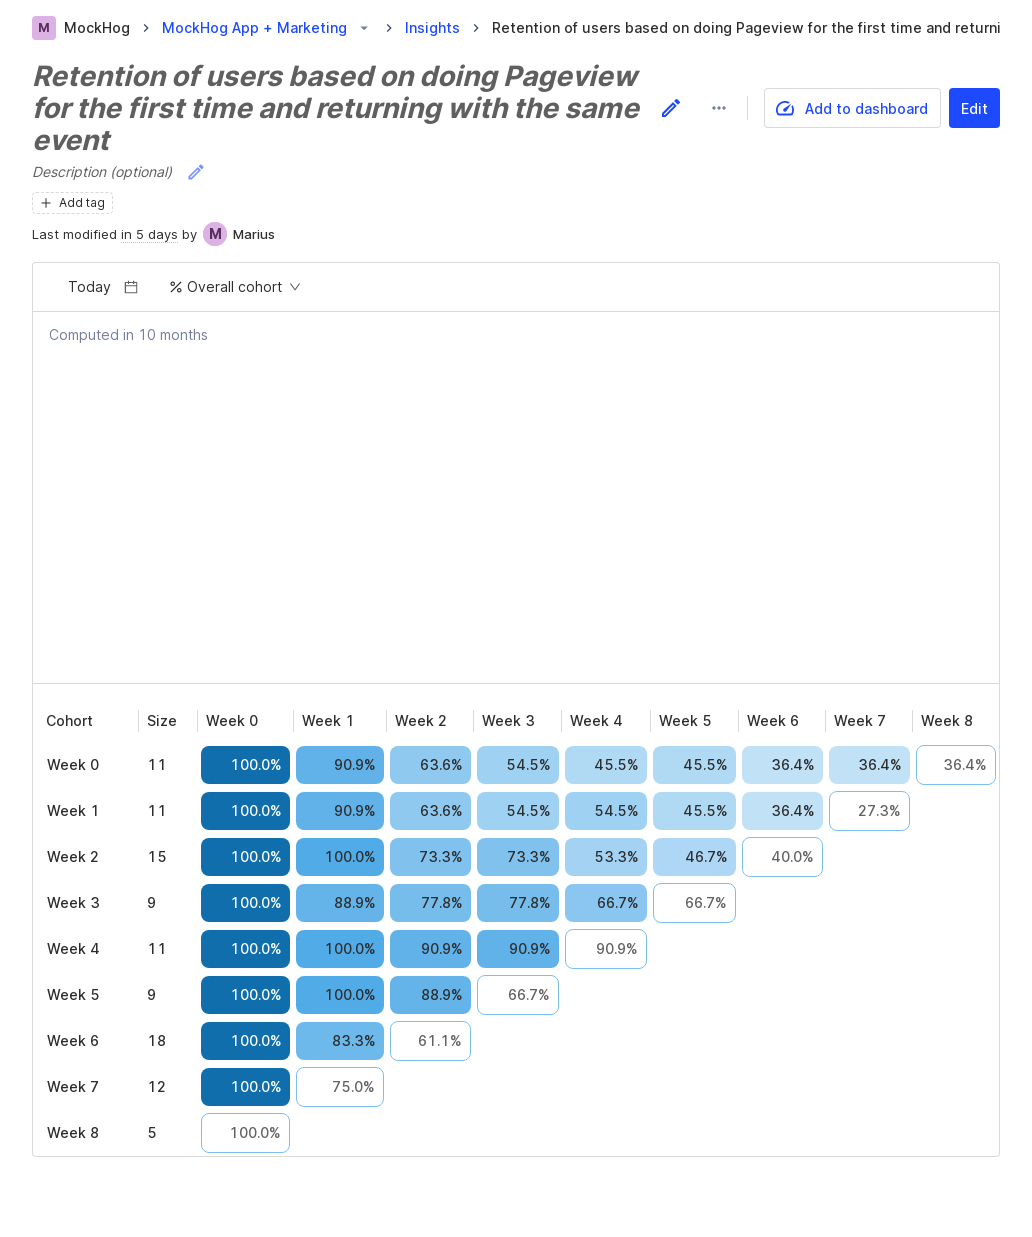 M MockHog > MockHog App + Marketing > Insights > Retention of users based on doing Pageview for the first time and returni
Retention of users based on doing Pageview
for the first time and returning with the same
event
Add to dashboard
Edit
Description (optional)
Add tag
Last modified in 5 days by M Marius
Today % Overall cohort
Computed in 10 months
Cohort Size Week 0 Week 1 Week 2 Week 3 Week 4 Week 5 Week 6 Week 7 Week 8
Week 0 11 100.0% 90.9% 63.6% 54.5% 45.5% 45.5% 36.4% 36.4% 36.4%
Week 1 11 100.0% 90.9% 63.6% 54.5% 54.5% 45.5% 36.4% 27.3%
Week 2 15 100.0% 100.0% 73.3% 73.3% 53.3% 46.7% 40.0%
Week 3 9 100.0% 88.9% 77.8% 77.8% 66.7% 66.7%
Week 4 11 100.0% 100.0% 90.9% 90.9% 90.9%
Week 5 9 100.0% 100.0% 88.9% 66.7%
Week 6 18 100.0% 83.3% 61.1%
Week 7 12 100.0% 75.0%
Week 8 5 100.0%